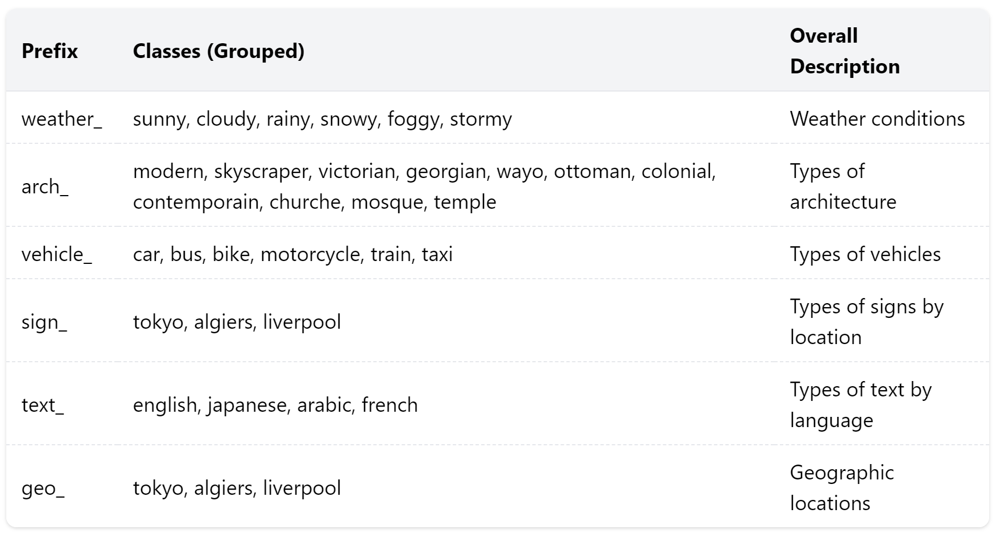 Prefix
Classes (Grouped)
Overall
Description
weather_
sunny, cloudy, rainy, snowy, foggy, stormy
Weather conditions
arch_
modern, skyscraper, victorian, georgian, wayo, ottoman, colonial,
contemporain, churche, mosque, temple
Types of
architecture
vehicle_
car, bus, bike, motorcycle, train, taxi
Types of vehicles
sign_
tokyo, algiers, liverpool
Types of signs by
location
text_
english, japanese, arabic, french
Types of text by
language
geo_
tokyo, algiers, liverpool
Geographic
locations